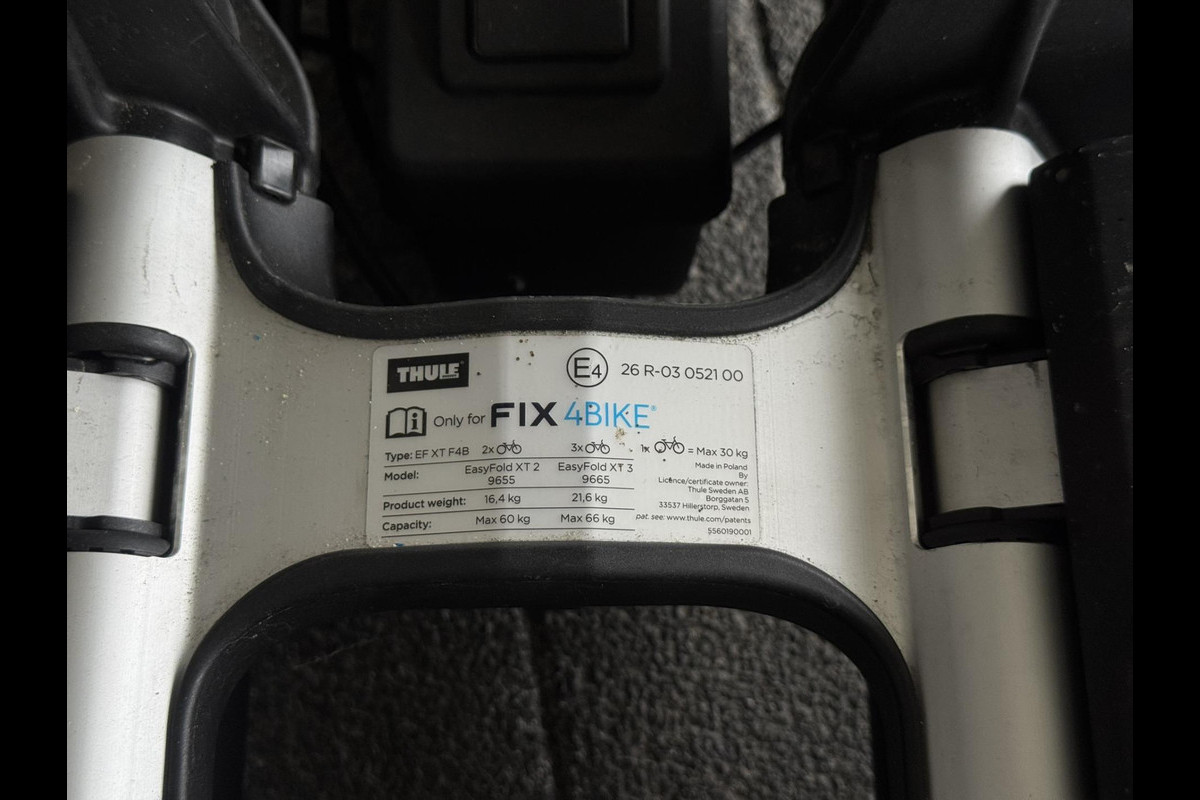 THULE
E4 26 R-03 0521 00
Only for FIX 4BIKE®
Type: EF XT F4B 2x 3x 1x = Max 30 kg
Model: EasyFold XT 2 EasyFold XT 3
9655 9665
Product weight: 16,4 kg 21,6 kg
Capacity: Max 60 kg Max 66 kg
Made in Poland
By
Licence/certificate owner:
Thule Sweden AB
Borggatan 5
33537 Hillerstorp, Sweden
pat. see: www.thule.com/patents
5560190001